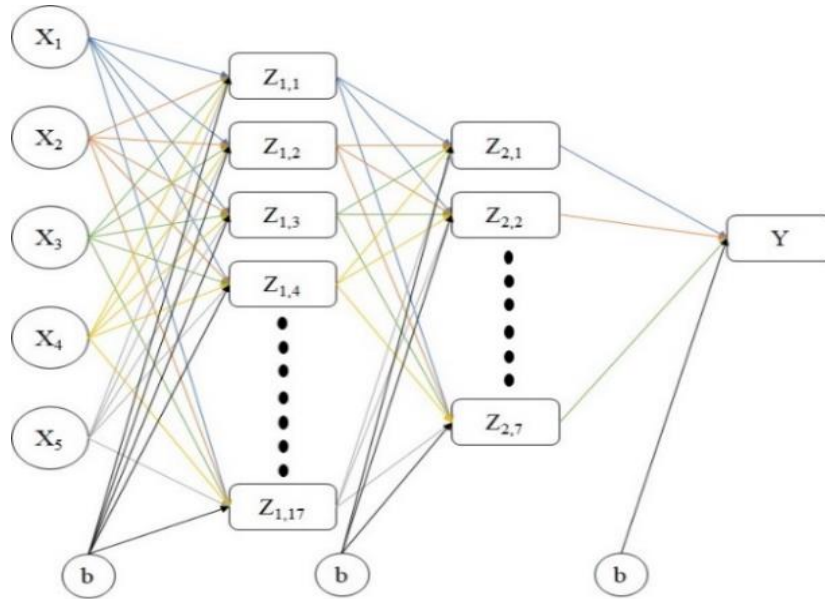 X₁
X₂
X₃
X₄
X₅
b
Z₁,₁
Z₁,₂
Z₁,₃
Z₁,₄
Z₁,₁₇
b
Z₂,₁
Z₂,₂
Z₂,₇
b
Y